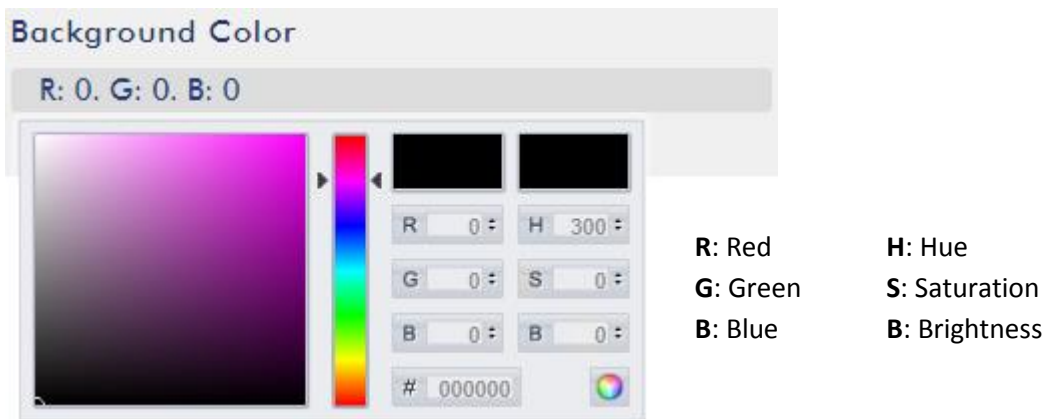 Background Color
R: 0. G: 0. B: 0
R 0 H 300
G 0 S 0
B 0 B 0
# 000000
R: Red H: Hue
G: Green S: Saturation
B: Blue B: Brightness